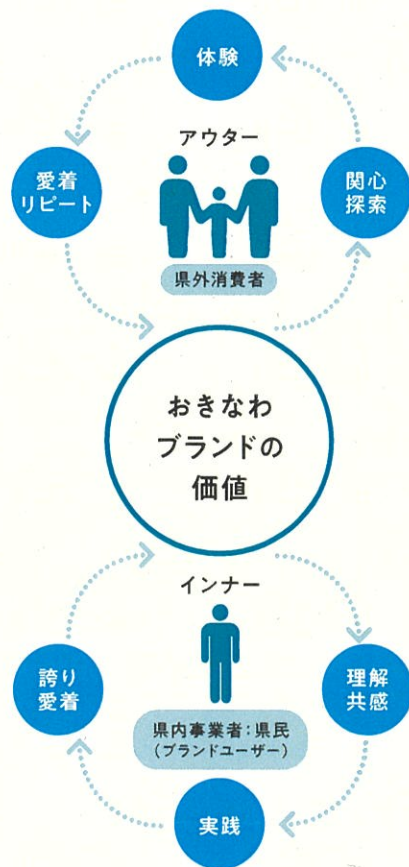 体験
アウター
愛着
リピート
関心
探索
県外消費者
おきなわ
ブランドの
価値
インナー
誇り
愛着
理解
共感
県内事業者：県民
（ブランドユーザー）
実践